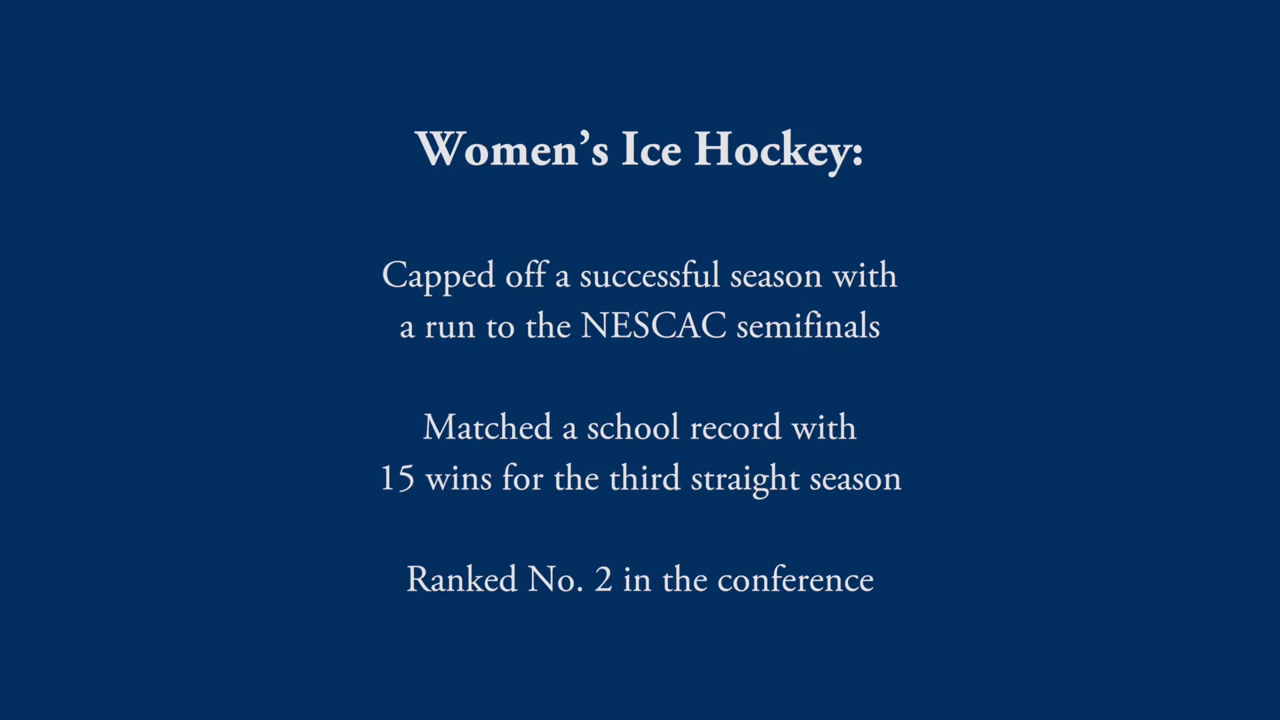 Women’s Ice Hockey:
Capped off a successful season with
a run to the NESCAC semifinals
Matched a school record with
15 wins for the third straight season
Ranked No. 2 in the conference